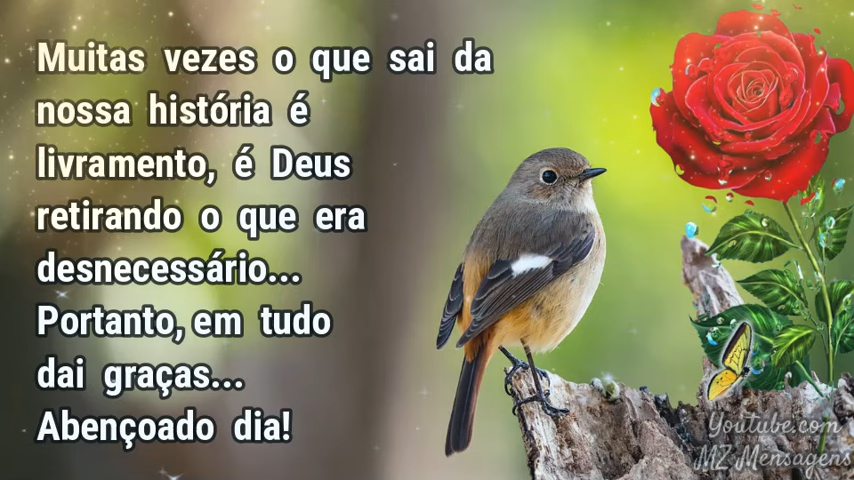 Muitas vezes o que sai da
nossa história é
livramento, é Deus
retirando o que era
desnecessário...
Portanto, em tudo
dai graças...
Abençoado dia!
Youtube.com
MZ Mensagens